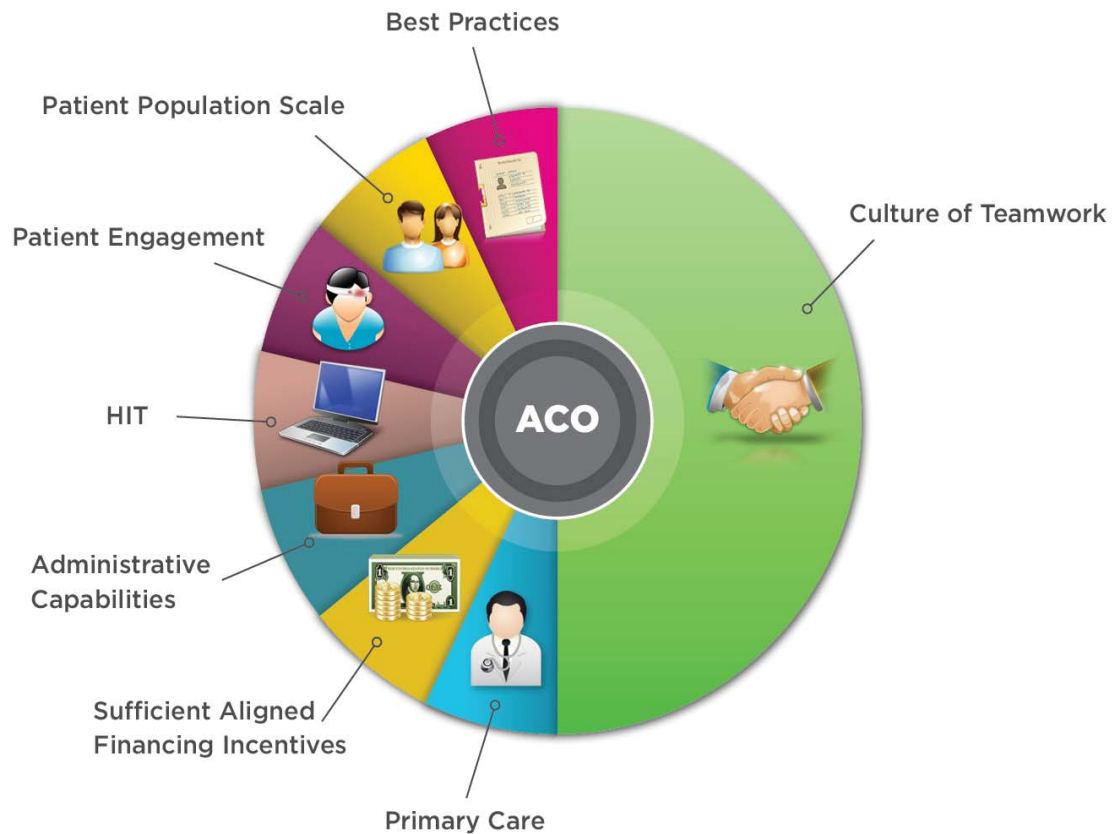 Best Practices
Patient Population Scale
Culture of Teamwork
Patient Engagement
HIT
ACO
Administrative
Capabilities
Sufficient Aligned
Financing Incentives
Primary Care